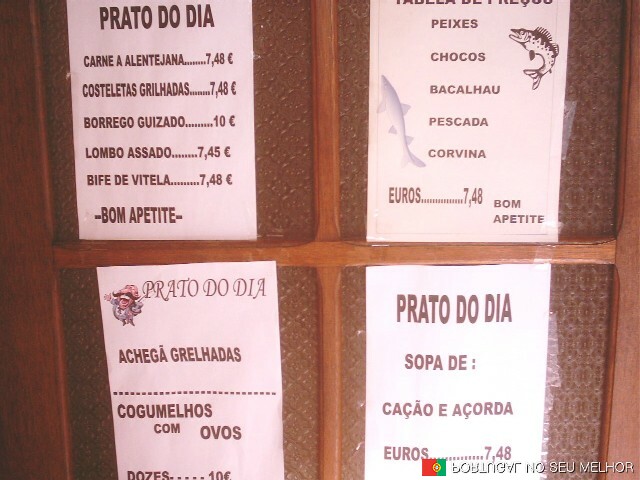 PRATO DO DIA
CARNE A ALENTEJANA........7,48 €
COSTELETAS GRILHADAS.......7,48 €
BORREGO GUIZADO.........10 €
LOMBO ASSADO........7,45 €
BIFE DE VITELA.........7,48 €
--BOM APETITE--
TABELA DE PREÇOS
PEIXES
CHOCOS
BACALHAU
PESCADA
CORVINA
EUROS...............7,48
BOM
APETITE
PRATO DO DIA
ACHEGÃ GRELHADAS
COGUMELHOS
COM OVOS
DOZES- - - - - 10€
PRATO DO DIA
SOPA DE :
CAÇÃO E AÇORDA
EUROS..............7,48
PORTUGAL NO SEU MELHOR